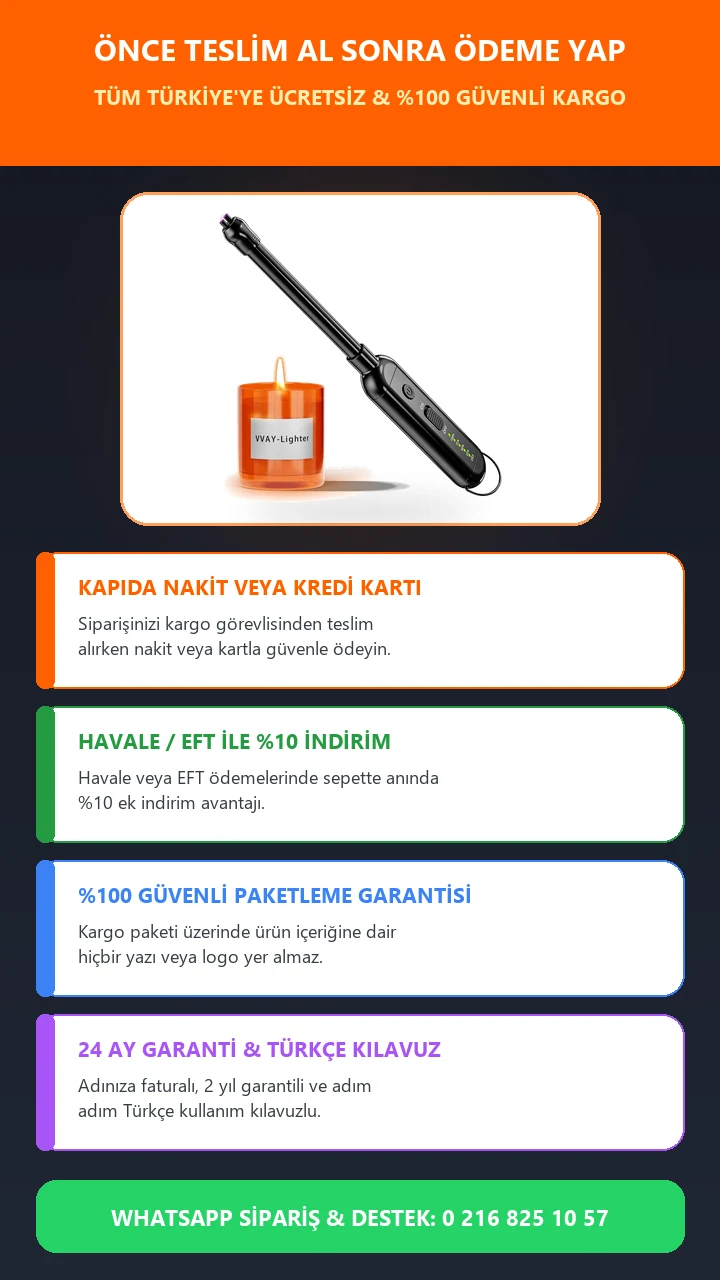 ÖNCE TESLİM AL SONRA ÖDEME YAP
TÜM TÜRKİYE'YE ÜCRETSİZ & %100 GÜVENLİ KARGO
VVAY-Lighter
KAPIDA NAKİT VEYA KREDİ KARTI
Siparişinizi kargo görevlisinden teslim
alırken nakit veya kartla güvenle ödeyin.
HAVALE / EFT İLE %10 İNDİRİM
Havale veya EFT ödemelerinde sepette anında
%10 ek indirim avantajı.
%100 GÜVENLİ PAKETLEME GARANTİSİ
Kargo paketi üzerinde ürün içeriğine dair
hiçbir yazı veya logo yer almaz.
24 AY GARANTİ & TÜRKÇE KILAVUZ
Adınıza faturalı, 2 yıl garantili ve adım
adım Türkçe kullanım kılavuzlu.
WHATSAPP SİPARİŞ & DESTEK: 0 216 825 10 57